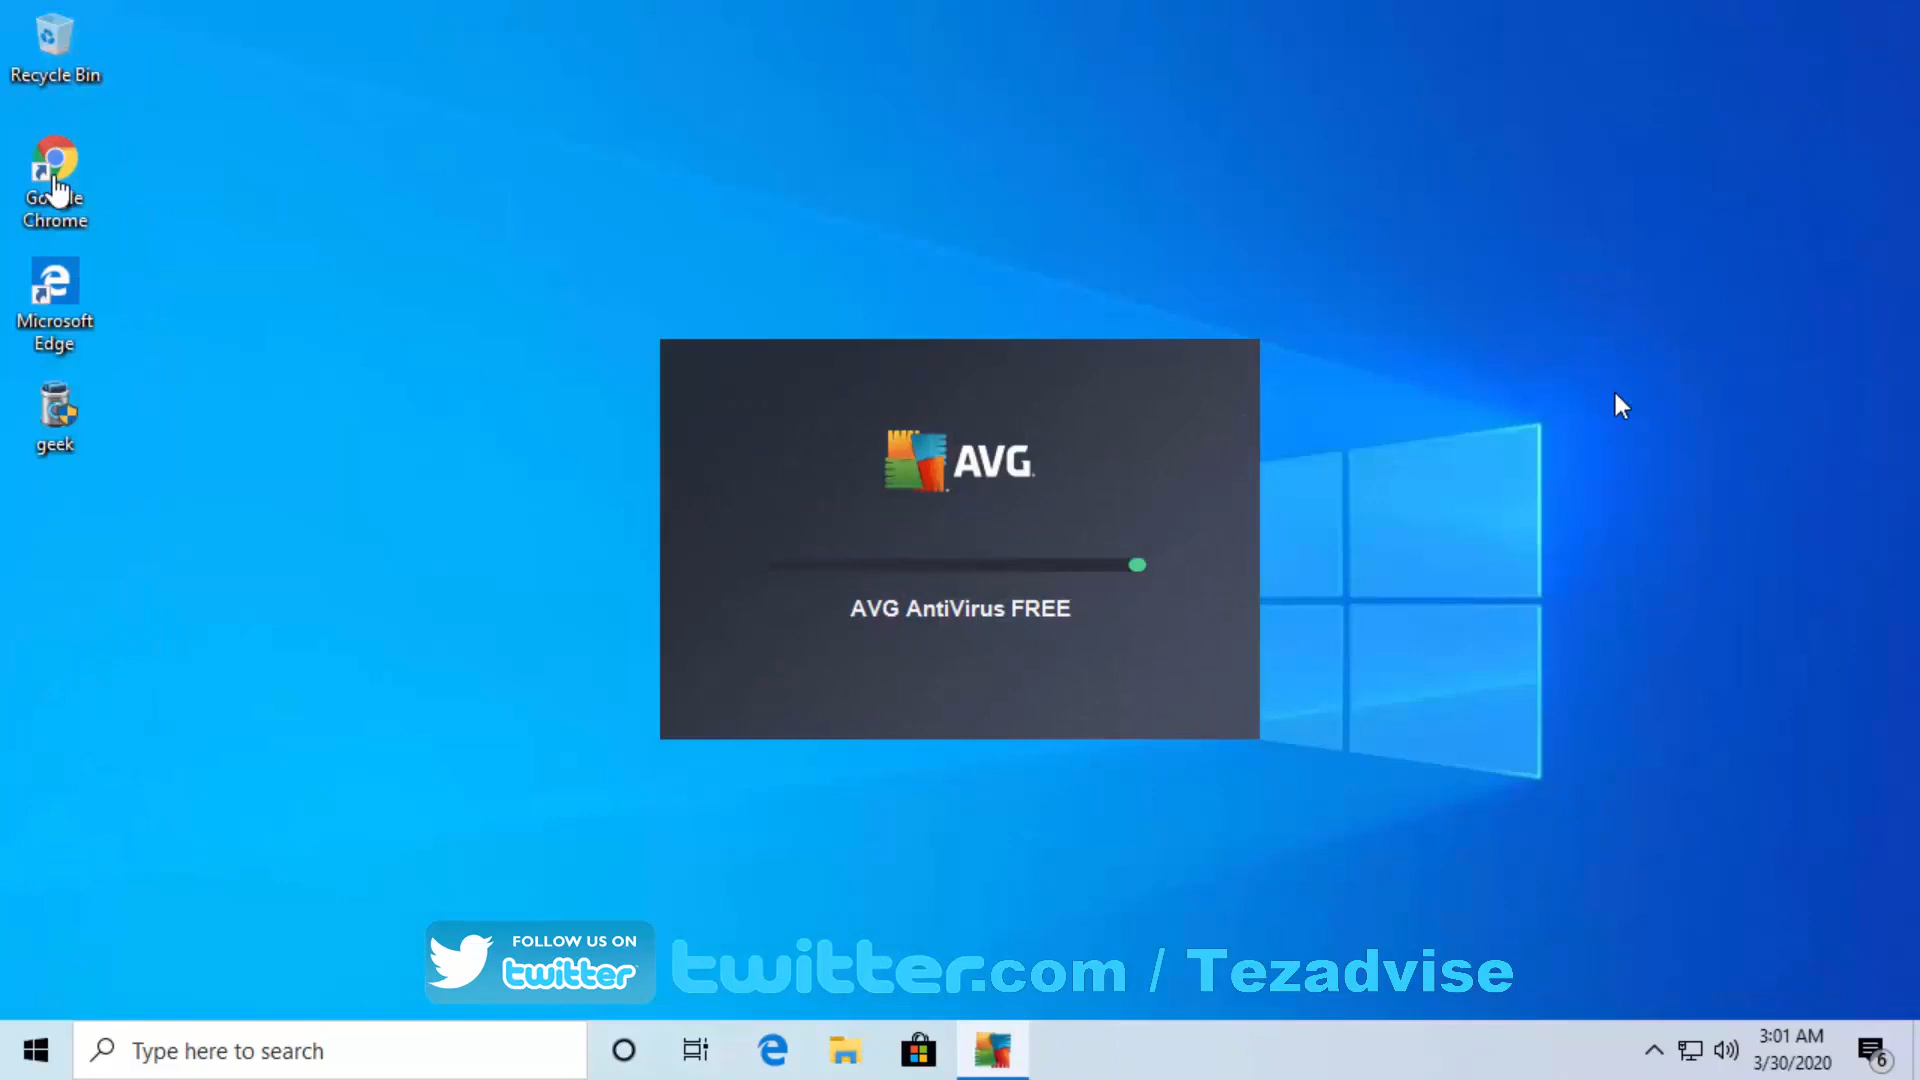 Recycle Bin
Google
Chrome
Microsoft
Edge
geek
AVG
AVG AntiVirus FREE
FOLLOW US ON
twitter
twitter.com / Tezadvise
Type here to search
3:01 AM
3/30/2020
6